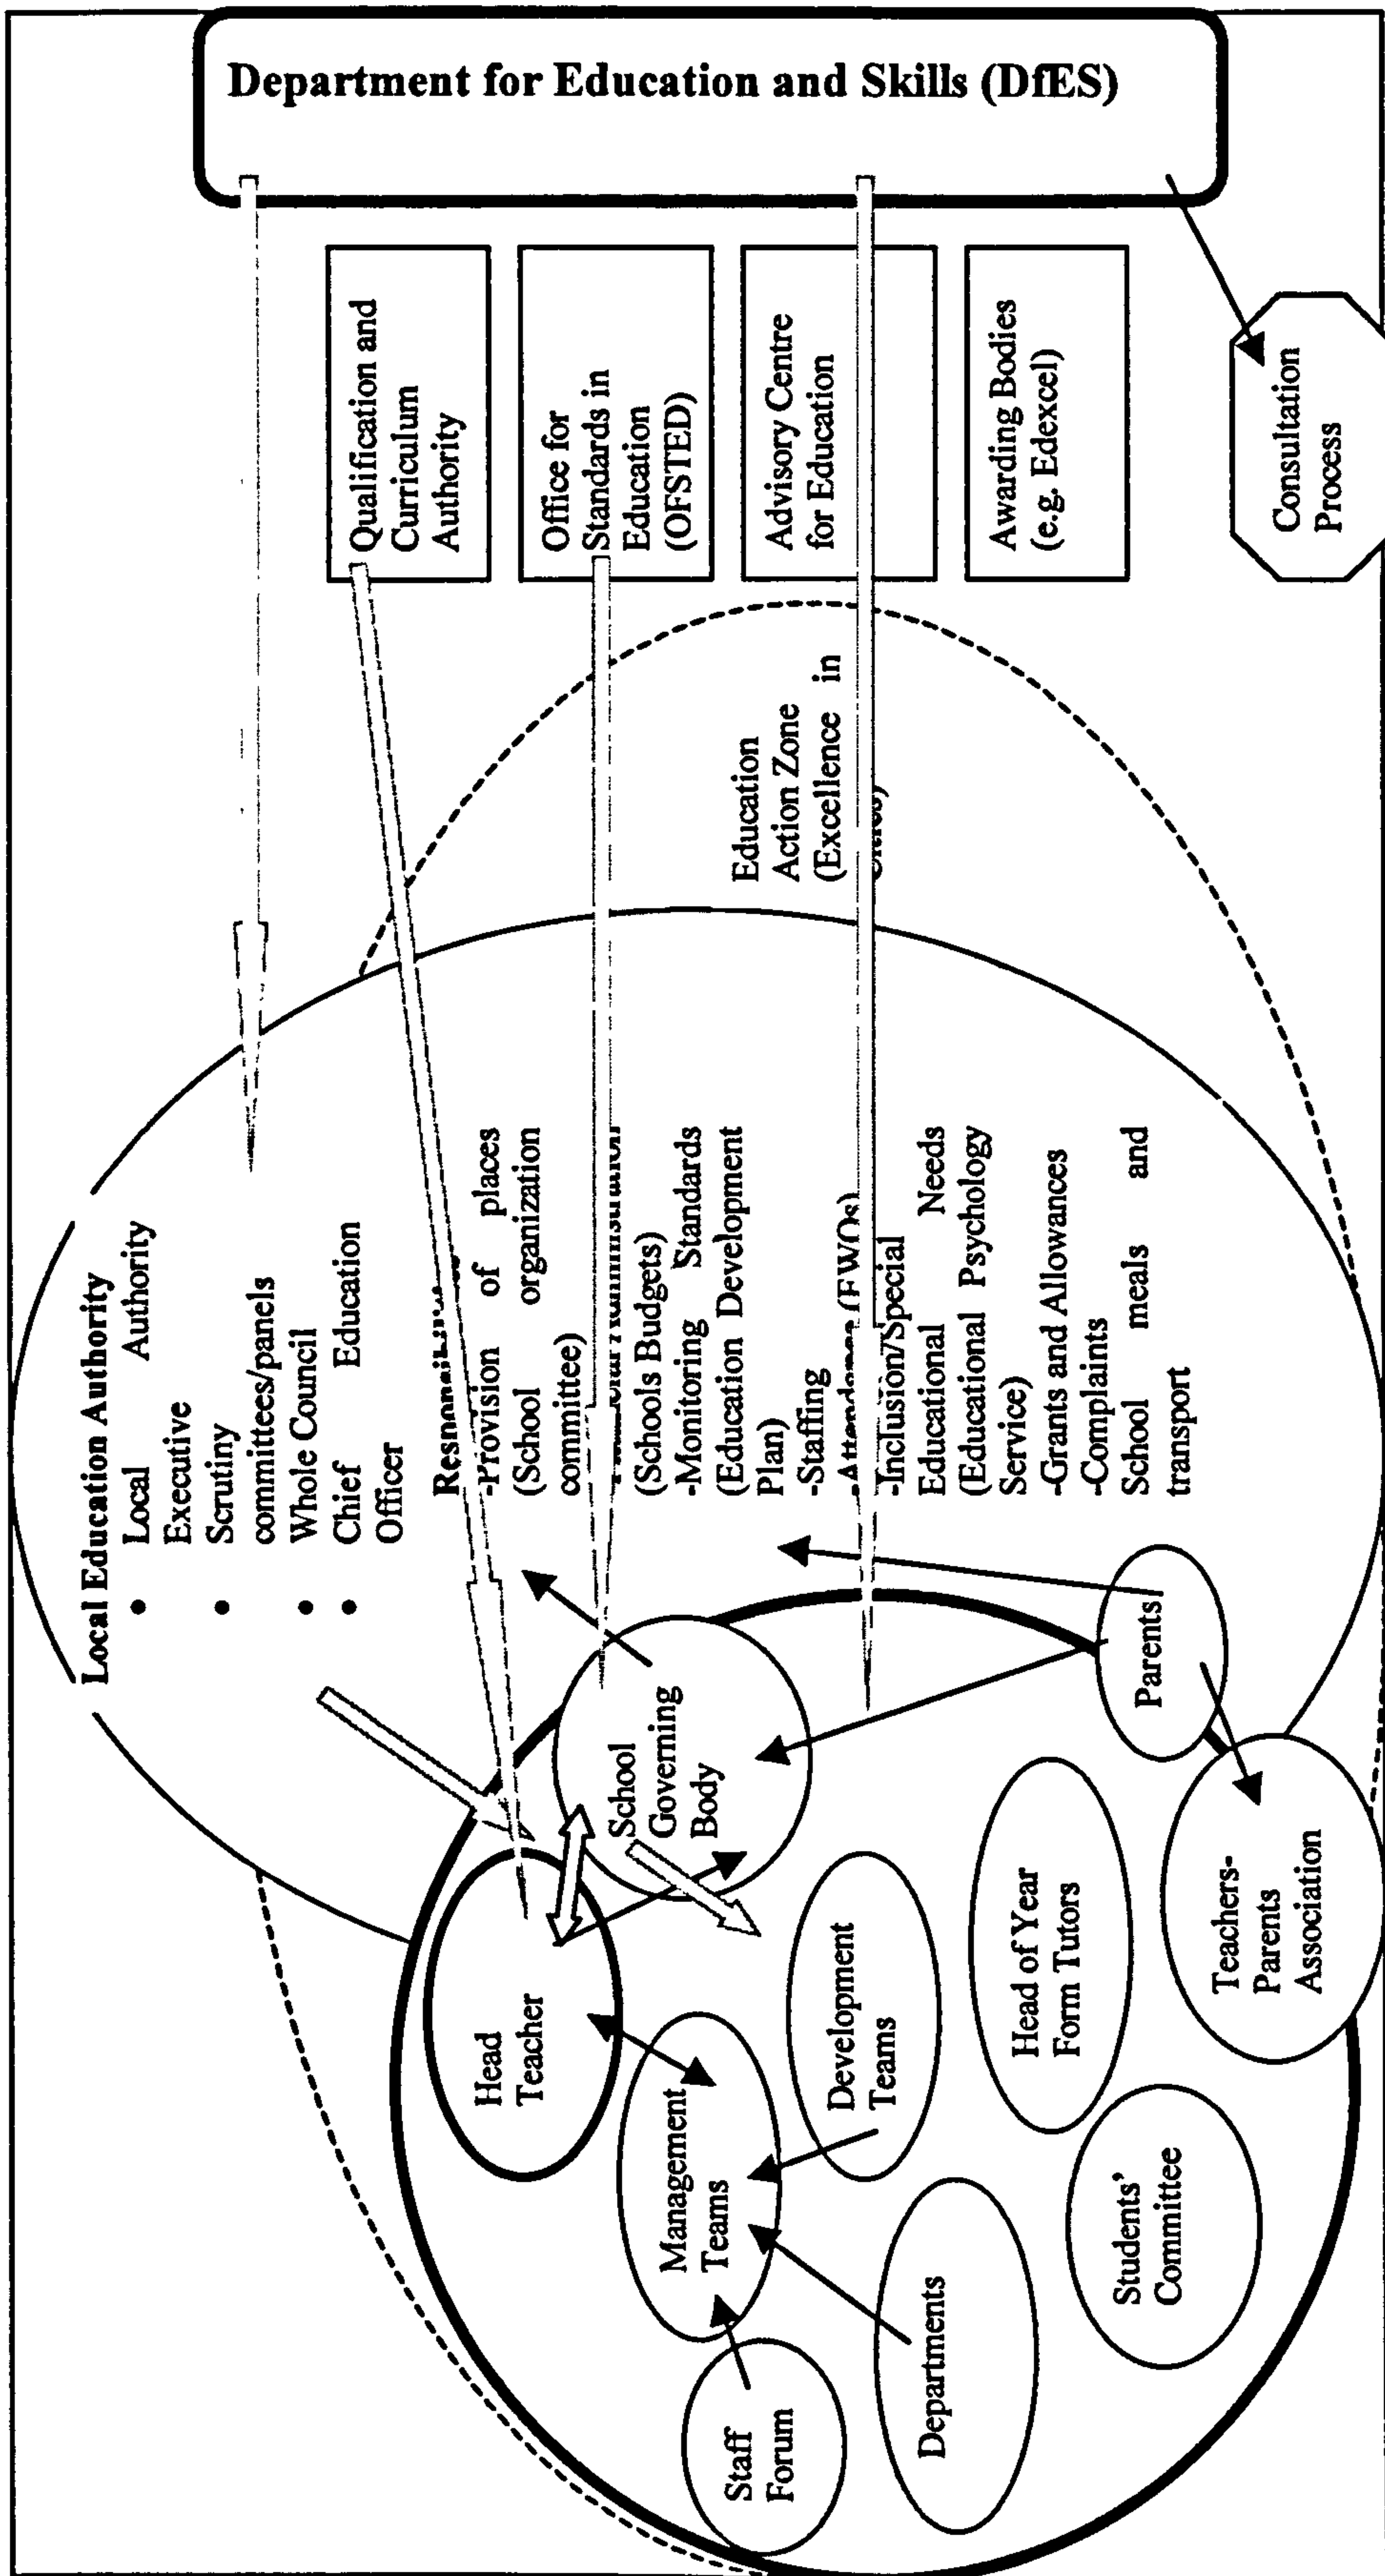 Department for Education and Skills (DfES)
Qualification and
Curriculum
Authority
Office for
Standards in
Education
(OFSTED)
Advisory Centre
for Education
Awarding Bodies
(e.g. Edexcel)
Consultation
Process
Education
Action Zone
(Excellence in
Local Education Authority
• Local Authority
Executive
• Scrutiny
committees/panels
• Whole Council
• Chief Education
Officer
-Provision of places
(School organization
committee)
(Schools Budgets)
-Monitoring Standards
(Education Development
Plan)
-Staffing
-Inclusion/Special
Educational Needs
(Educational Psychology
Service)
-Grants and Allowances
-Complaints
School meals and
transport
School
Governing
Body
Parents
Head
Teacher
Management
Teams
Development
Teams
Head of Year
Form Tutors
Teachers-
Parents
Association
Staff
Forum
Departments
Students'
Committee